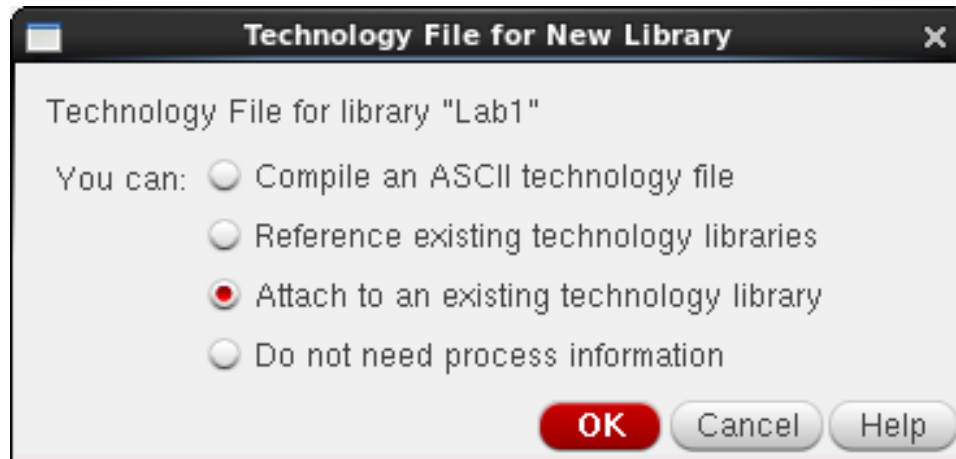 Technology File for New Library
Technology File for library "Lab1"
You can: Compile an ASCII technology file
Reference existing technology libraries
Attach to an existing technology library
Do not need process information
OK Cancel Help